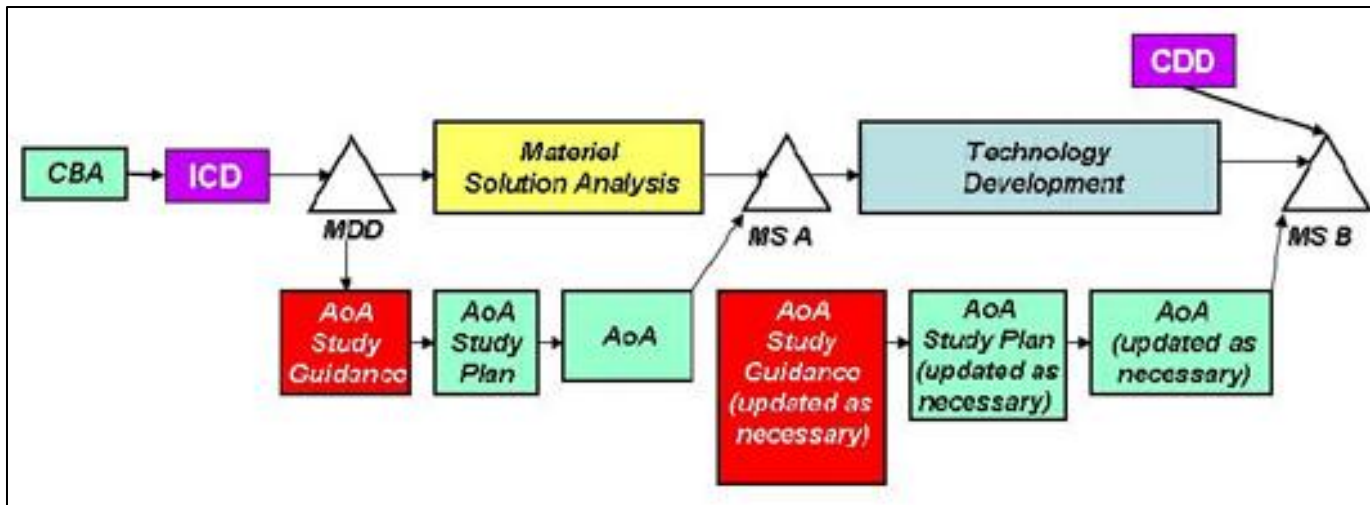 CDD
CBA
ICD
MDD
Materiel
Solution Analysis
MS A
Technology
Development
MS B
AoA
Study
Guidance
AoA
Study
Plan
AoA
AoA
Study
Guidance
(updated as
necessary)
AoA
Study Plan
(updated as
necessary)
AoA
(updated as
necessary)